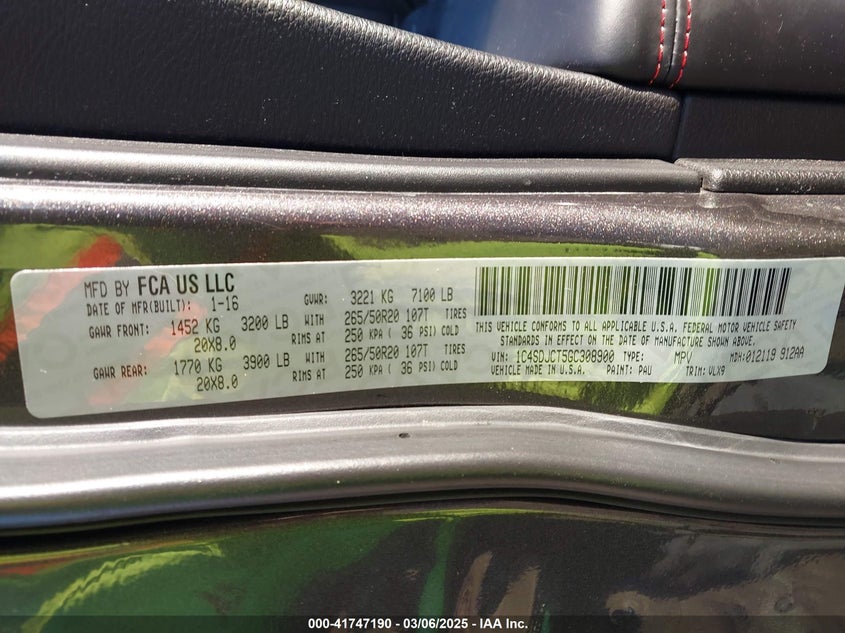 MFD BY FCA US LLC
DATE OF MFR(BUILT): 1-16 GVWR: 3221 KG 7100 LB
GAWR FRONT: 1452 KG 3200 LB WITH 265/50R20 107T TIRES
20X8.0 RIMS AT 250 KPA ( 36 PSI) COLD
GAWR REAR: 1770 KG 3900 LB WITH 265/50R20 107T TIRES
20X8.0 RIMS AT 250 KPA ( 36 PSI) COLD
THIS VEHICLE CONFORMS TO ALL APPLICABLE U.S.A. FEDERAL MOTOR VEHICLE SAFETY
STANDARDS IN EFFECT ON THE DATE OF MANUFACTURE SHOWN ABOVE.
VIN: 1C4SDJCT5GC308900 TYPE: MPV MDH:012119 912AA
VEHICLE MADE IN U.S.A. PAINT: PAU TRIM: VLX9
000-41747190 - 03/06/2025 - IAA Inc.